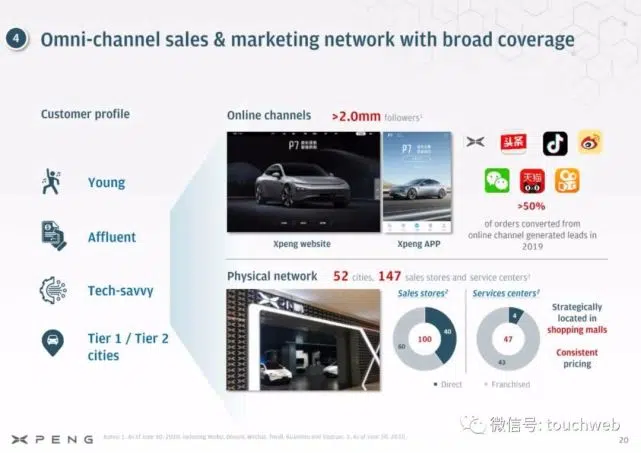 4 Omni-channel sales & marketing network with broad coverage
Customer profile
Young
Affluent
Tech-savvy
Tier 1 / Tier 2
cities
Online channels >2.0mm followers¹
P7
P7
Xpeng website
Xpeng APP
头条
天猫
>50%
of orders converted from
online channel generated leads in
2019
Physical network 52 cities, 147 sales stores and service centers²
Sales stores²
40
100
60
Services centers²
4
47
43
Direct
Franchised
Strategically
located in
shopping malls
Consistent
pricing
XPENG
微信号: touchweb
20